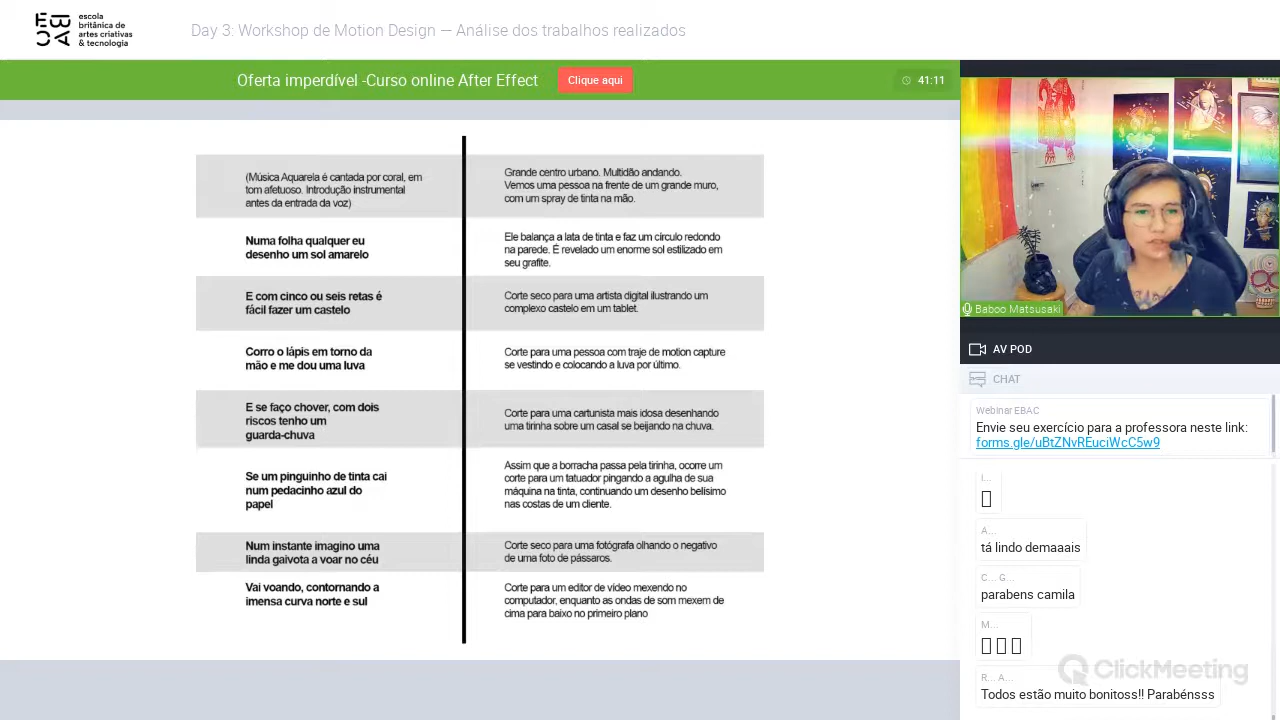 EBAC
escola
britânica de
artes criativas
& tecnologia
Day 3: Workshop de Motion Design — Análise dos trabalhos realizados
Oferta imperdível -Curso online After Effect
Clique aqui
41:11
(Música Aquarela é cantada por coral, em
tom afetuoso. Introdução instrumental
antes da entrada da voz)
Grande centro urbano. Multidão andando.
Vemos uma pessoa na frente de um grande muro,
com um spray de tinta na mão.
Numa folha qualquer eu
desenho um sol amarelo
Ele balança a lata de tinta e faz um círculo redondo
na parede. É revelado um enorme sol estilizado em
seu grafite.
E com cinco ou seis retas é
fácil fazer um castelo
Corte seco para uma artista digital ilustrando um
complexo castelo em um tablet.
Corro o lápis em torno da
mão e me dou uma luva
Corte para uma pessoa com traje de motion capture
se vestindo e colocando a luva por último.
E se faço chover, com dois
riscos tenho um
guarda-chuva
Corte para uma cartunista mais idosa desenhando
uma tirinha sobre um casal se beijando na chuva.
Se um pinguinho de tinta cai
num pedacinho azul do
papel
Assim que a borracha passa pela tirinha, ocorre um
corte para um tatuador pingando a agulha de sua
máquina na tinta, continuando um desenho belísimo
nas costas de um cliente.
Num instante imagino uma
linda gaivota a voar no céu
Corte seco para uma fotógrafa olhando o negativo
de uma foto de pássaros.
Vai voando, contornando a
imensa curva norte e sul
Corte para um editor de vídeo mexendo no
computador, enquanto as ondas de som mexem de
cima para baixo no primeiro plano
Baboo Matsusaki
AV POD
CHAT
Webinar EBAC
Envie seu exercício para a professora neste link:
forms.gle/uBtZNvREuciWcC5w9
I...
A...
tá lindo demaaais
C... G...
parabens camila
M...
R... A...
Todos estão muito bonitoss!! Parabénsss
ClickMeeting